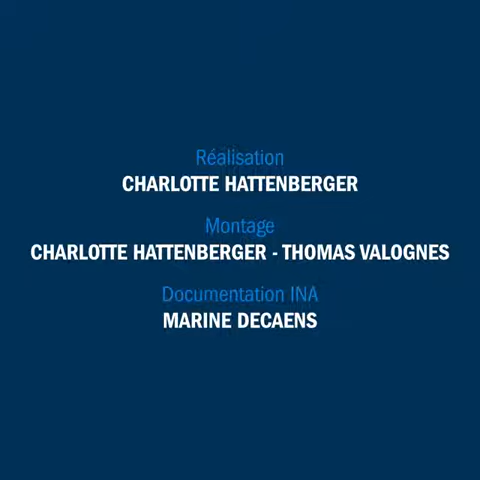 Réalisation
CHARLOTTE HATTENBERGER
Montage
CHARLOTTE HATTENBERGER - THOMAS VALOGNES
Documentation INA
MARINE DECAENS